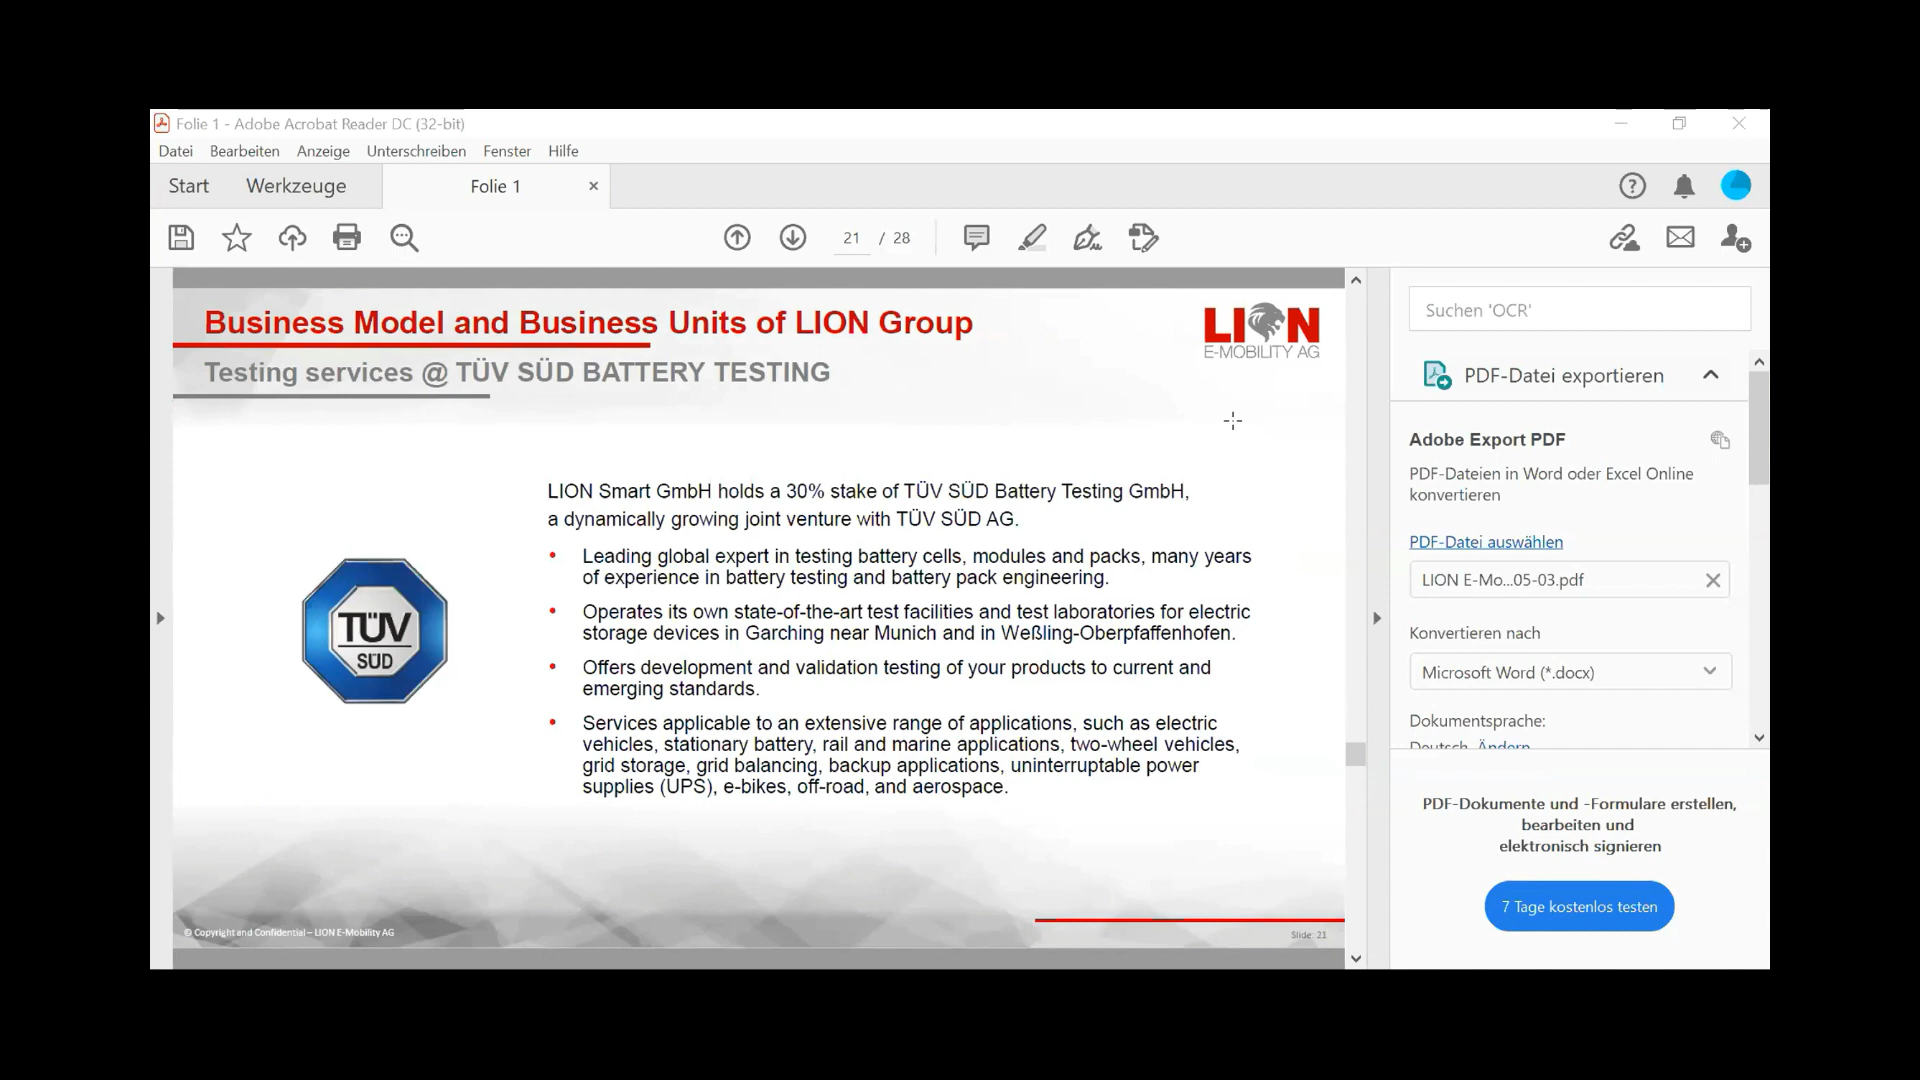 Folie 1 - Adobe Acrobat Reader DC (32-bit)
Datei Bearbeiten Anzeige Unterschreiben Fenster Hilfe
Start Werkzeuge Folie 1
21 / 28
Business Model and Business Units of LION Group
Testing services @ TÜV SÜD BATTERY TESTING
LION
E-MOBILITY AG
LION Smart GmbH holds a 30% stake of TÜV SÜD Battery Testing GmbH,
a dynamically growing joint venture with TÜV SÜD AG.
• Leading global expert in testing battery cells, modules and packs, many years
of experience in battery testing and battery pack engineering.
• Operates its own state-of-the-art test facilities and test laboratories for electric
storage devices in Garching near Munich and in Weßling-Oberpfaffenhofen.
• Offers development and validation testing of your products to current and
emerging standards.
• Services applicable to an extensive range of applications, such as electric
vehicles, stationary battery, rail and marine applications, two-wheel vehicles,
grid storage, grid balancing, backup applications, uninterruptable power
supplies (UPS), e-bikes, off-road, and aerospace.
TÜV
SÜD
© Copyright and Confidential – LION E-Mobility AG
Slide: 21
Suchen 'OCR'
PDF-Datei exportieren
Adobe Export PDF
PDF-Dateien in Word oder Excel Online
konvertieren
PDF-Datei auswählen
LION E-Mo...05-03.pdf
Konvertieren nach
Microsoft Word (*.docx)
Dokumentsprache:
Deutsch Ändern
PDF-Dokumente und -Formulare erstellen,
bearbeiten und
elektronisch signieren
7 Tage kostenlos testen